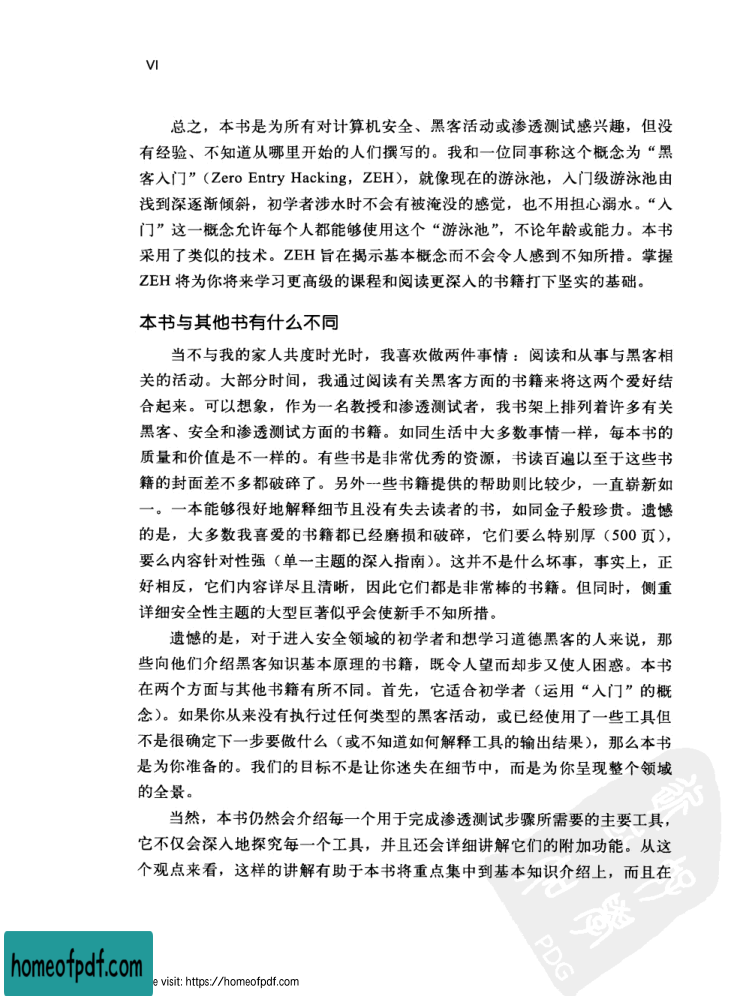 VI
总之，本书是为所有对计算机安全、黑客活动或渗透测试感兴趣，但没
有经验、不知道从哪里开始的人们撰写的。我和一位同事称这个概念为“黑
客入门”（Zero Entry Hacking，ZEH），就像现在的游泳池，入门级游泳池由
浅到深逐渐倾斜，初学者涉水时不会有被淹没的感觉，也不用担心溺水。“入
门”这一概念允许每个人都能够使用这个“游泳池”，不论年龄或能力。本书
采用了类似的技术。ZEH 旨在揭示基本概念而不会令人感到不知所措。掌握
ZEH 将为你将来学习更高级的课程和阅读更深入的书籍打下坚实的基础。
本书与其他书有什么不同
当不与我的家人共度时光时，我喜欢做两件事情：阅读和从事与黑客相
关的活动。大部分时间，我通过阅读有关黑客方面的书籍来将这两个爱好结
合起来。可以想象，作为一名教授和渗透测试者，我书架上排列着许多有关
黑客、安全和渗透测试方面的书籍。如同生活中大多数事情一样，每本书的
质量和价值是不一样的。有些书是非常优秀的资源，书读百遍以至于这些书
籍的封面差不多都破碎了。另外一些书籍提供的帮助则比较少，一直崭新如
一。一本能够很好地解释细节且没有失去读者的书，如同金子般珍贵。遗憾
的是，大多数我喜爱的书籍都已经磨损和破碎，它们要么特别厚（500 页），
要么内容针对性强（单一主题的深入指南）。这并不是什么坏事，事实上，正
好相反，它们内容详尽且清晰，因此它们都是非常棒的书籍。但同时，侧重
详细安全性主题的大型巨著似乎会使新手不知所措。
遗憾的是，对于进入安全领域的初学者和想学习道德黑客的人来说，那
些向他们介绍黑客知识基本原理的书籍，既令人望而却步又使人困惑。本书
在两个方面与其他书籍有所不同。首先，它适合初学者（运用“入门”的概
念）。如果你从来没有执行过任何类型的黑客活动，或已经使用了一些工具但
不是很确定下一步要做什么（或不知道如何解释工具的输出结果），那么本书
是为你准备的。我们的目标不是让你迷失在细节中，而是为你呈现整个领域
的全景。
当然，本书仍然会介绍每一个用于完成渗透测试步骤所需要的主要工具，
它不仅会深入地探究每一个工具，并且还会详细讲解它们的附加功能。从这
个观点来看，这样的讲解有助于本书将重点集中到基本知识介绍上，而且在
PDG
homeofpdf.com
e visit: https://homeofpdf.com